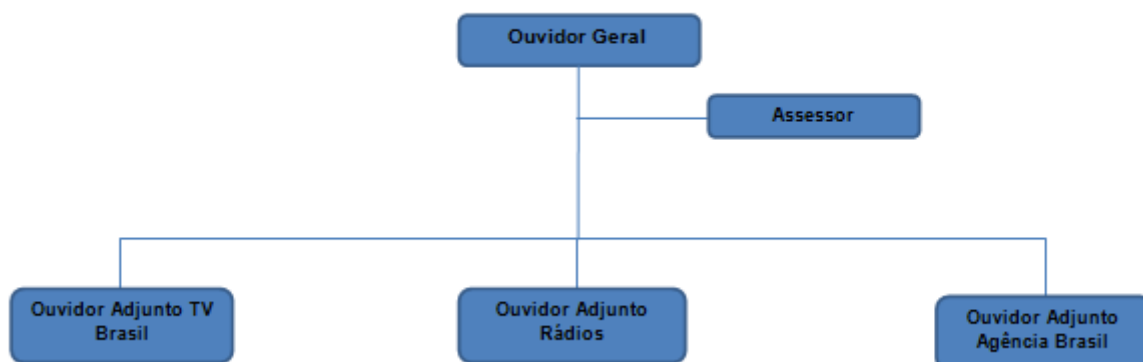 Ouvidor Geral
Assessor
Ouvidor Adjunto TV
Brasil
Ouvidor Adjunto
Rádios
Ouvidor Adjunto
Agência Brasil